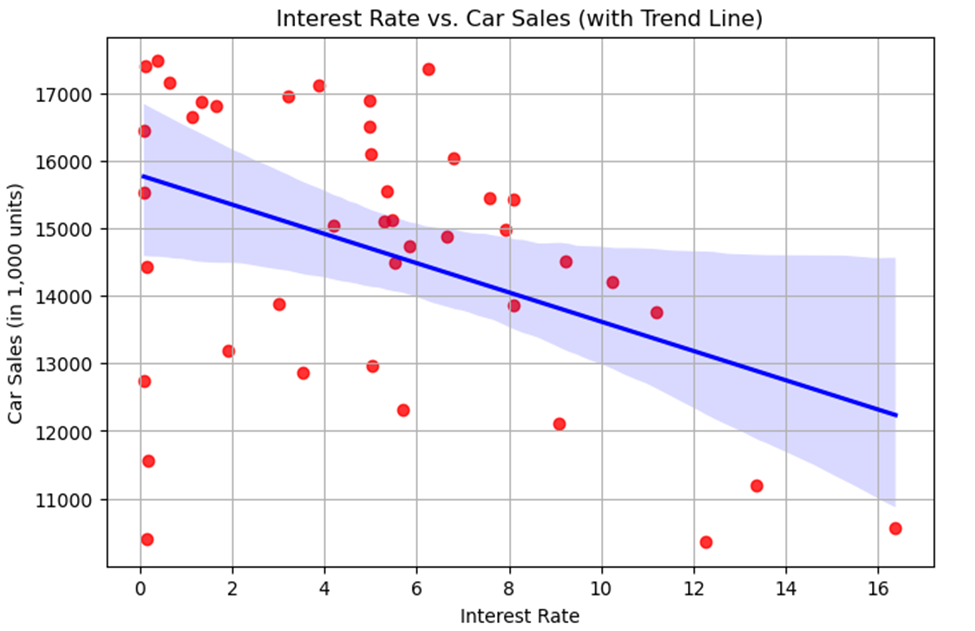 Interest Rate vs. Car Sales (with Trend Line)
Car Sales (in 1,000 units)
17000
16000
15000
14000
13000
12000
11000
0 2 4 6 8 10 12 14 16
Interest Rate